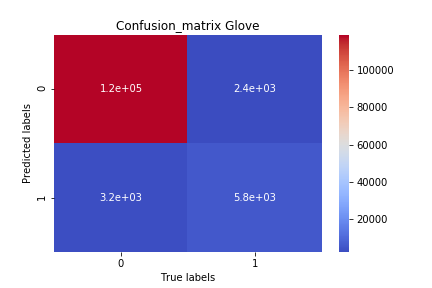 Confusion_matrix Glove
Predicted labels
0
1
1.2e+05
2.4e+03
3.2e+03
5.8e+03
0
1
True labels
100000
80000
60000
40000
20000